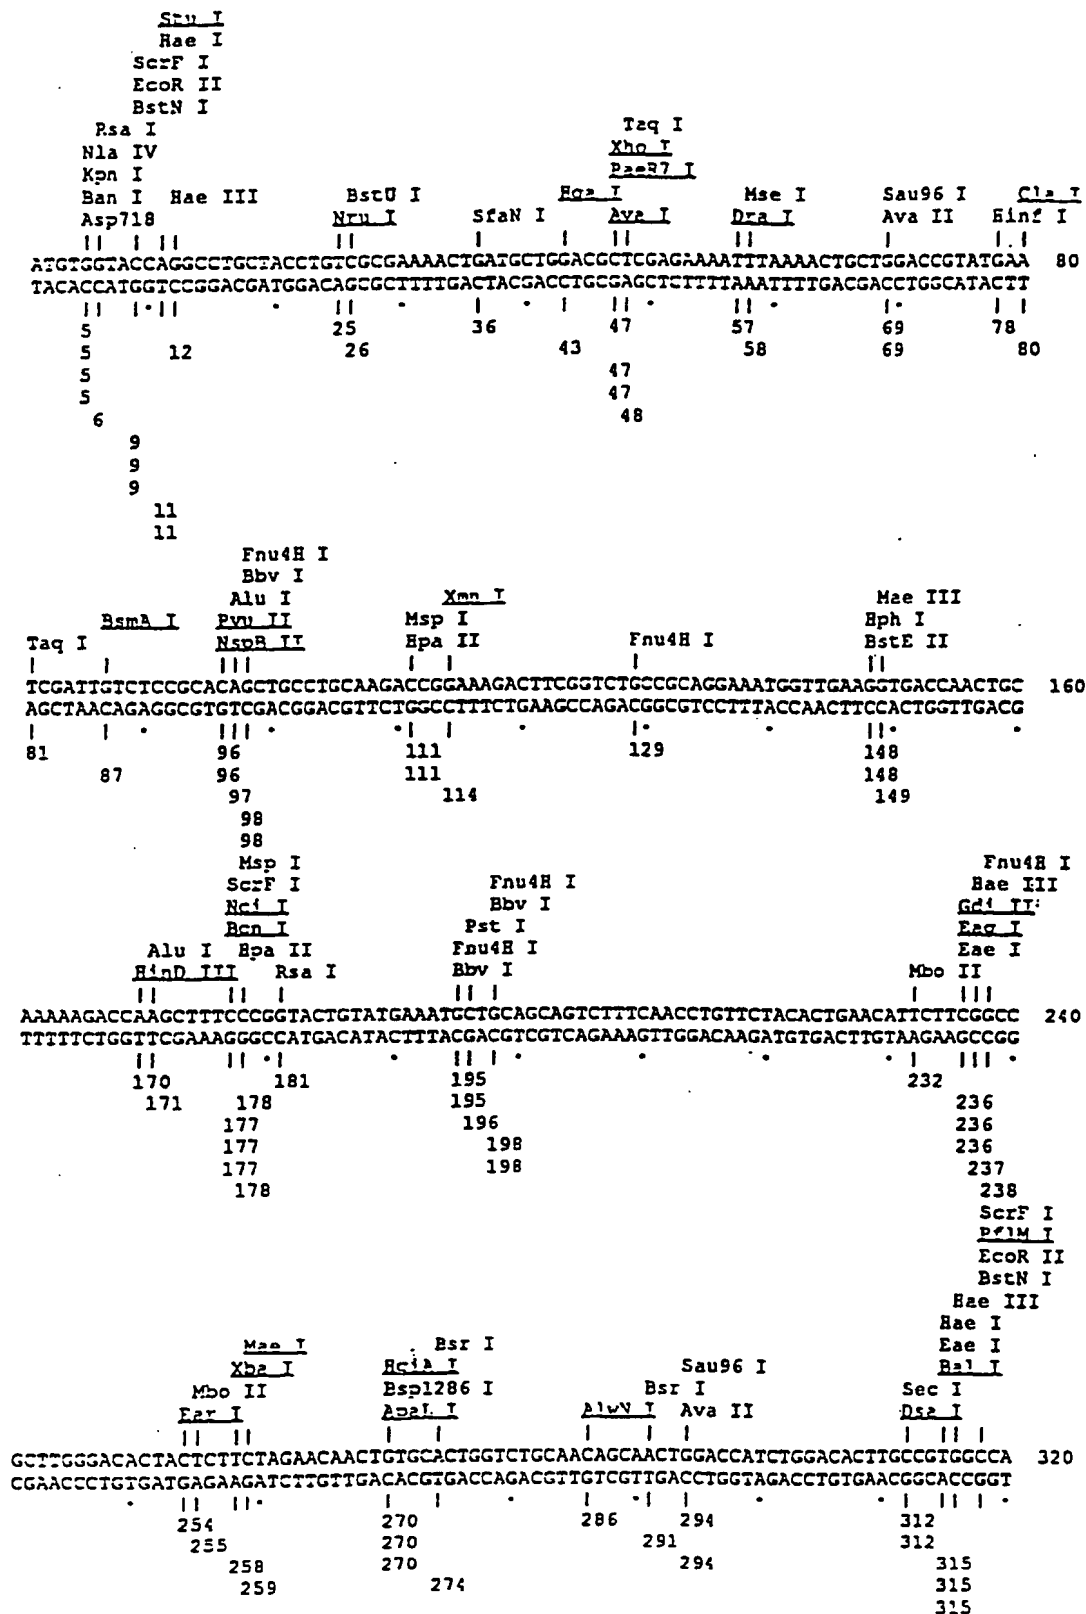 Stu I
Hae I
ScrF I
EcoR II
BstN I
Rsa I
Nla IV
Kpn I
Ban I
Asp718
Hae III
BstU I
Nru I
SfaN I
Hga I
Taq I
Xho I
PaeR7 I
Ava I
Mse I
Dra I
Sau96 I
Ava II
Hinf I
Cla I
ATGTGGTACCAGGCCTGCTACCTGTCGCGAAAACTGATGCTGGACGCTCGAGAAAATTTAAAACTGCTGGACCGTATGAA 80
TACACCATGGTCCGGACGATGGACAGCGCTTTTGACTACGACCTGCGAGCTCTTTTAAATTTTGACGACCTGGCATACTT
5 25 36 47 57 69 78
5 12 26 43 58 69 80
5 47
5 47
6 48
9
9
9
11
11
Fnu4H I
Bbv I
Alu I
Pvu II
NspB II
Taq I
BsmA I
Msp I
Hpa II
Xmn I
Fnu4H I
Mae III
Hph I
BstE II
TCGATTGTCTCCGCACAGCTGCCTGCAAGACCGGAAAGACTTCGGTCTGCCGCAGGAAATGGTTGAAGGTGACCAACTGC 160
AGCTAACAGAGGCGTGTCGACGGACGTTCTGGCCTTTCTGAAGCCAGACGGCGTCCTTTACCAACTTCCACTGGTTGACG
81 96 111 129 148
87 96 111 148
97 114 149
98
98
Msp I
ScrF I
Nci I
Bcn I
Hpa II
Alu I
HinD III
Rsa I
Fnu4H I
Bbv I
Pst I
Fnu4H I
Bbv I
Mbo II
Fnu4H I
Hae III
Gdi II
Eag I
Eae I
AAAAAGACCAAGCTTTCCCGGTACTGTATGAAATGCTGCAGCAGTCTTTCAACCTGTTCTACACTGAACATTCTTCGGCC 240
TTTTTCTGGTTCGAAAGGGCCATGACATACTTTACGACGTCGTCAGAAAGTTGGACAAGATGTGACTTGTAAGAAGCCGG
170 181 195 232
171 178 195 236
177 196 236
177 198 236
177 198 237
178 238
ScrF I
PflM I
EcoR II
BstN I
Hae III
Hae I
Eae I
Bal I
Mae I
Xba I
Mbo II
Ear I
Bsr I
HgiA I
Bsp1286 I
ApaL I
AlwN I
Bsr I
Sau96 I
Ava II
Sec I
Dsa I
GCTTGGGACACTACTCTTCTAGAACAACTGTGCACTGGTCTGCAACAGCAACTGGACCATCTGGACACTTGCCGTGGCCA 320
CGAACCCTGTGATGAGAAGATCTTGTTGACACGTGACCAGACGTTGTCGTTGACCTGGTAGACCTGTGAACGGCACCGGT
254 270 286 294 312
255 270 291 294 312
258 270 315
259 274 315
315